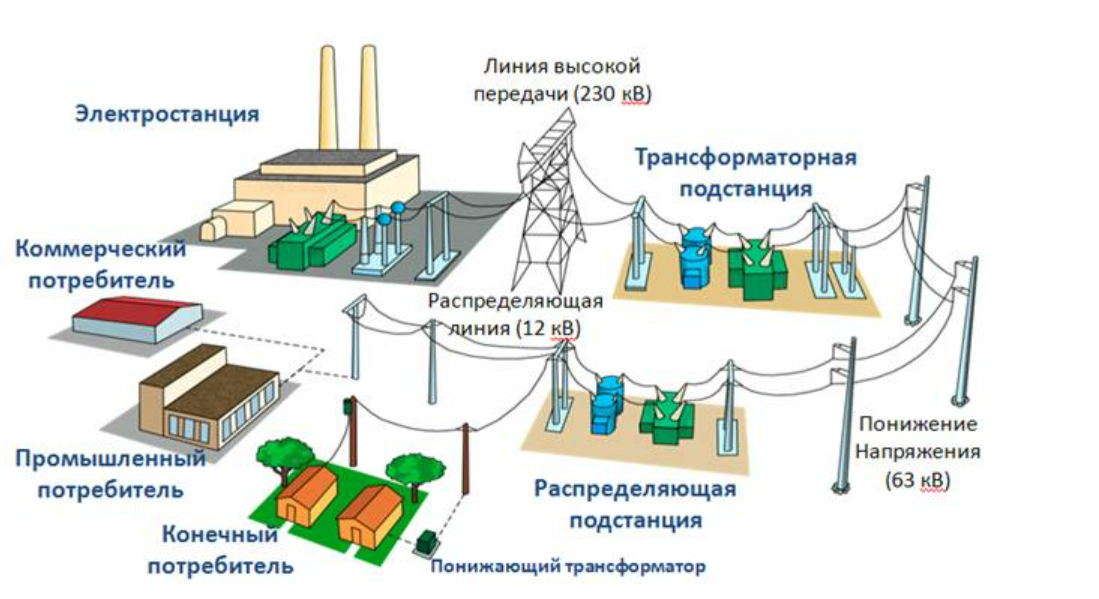 Линия высокой
передачи (230 кВ)
Электростанция
Трансформаторная
подстанция
Коммерческий
потребитель
Распределяющая
линия (12 кВ)
Понижение
Напряжения
(63 кВ)
Промышленный
потребитель
Распределяющая
подстанция
Конечный
потребитель
Понижающий трансформатор